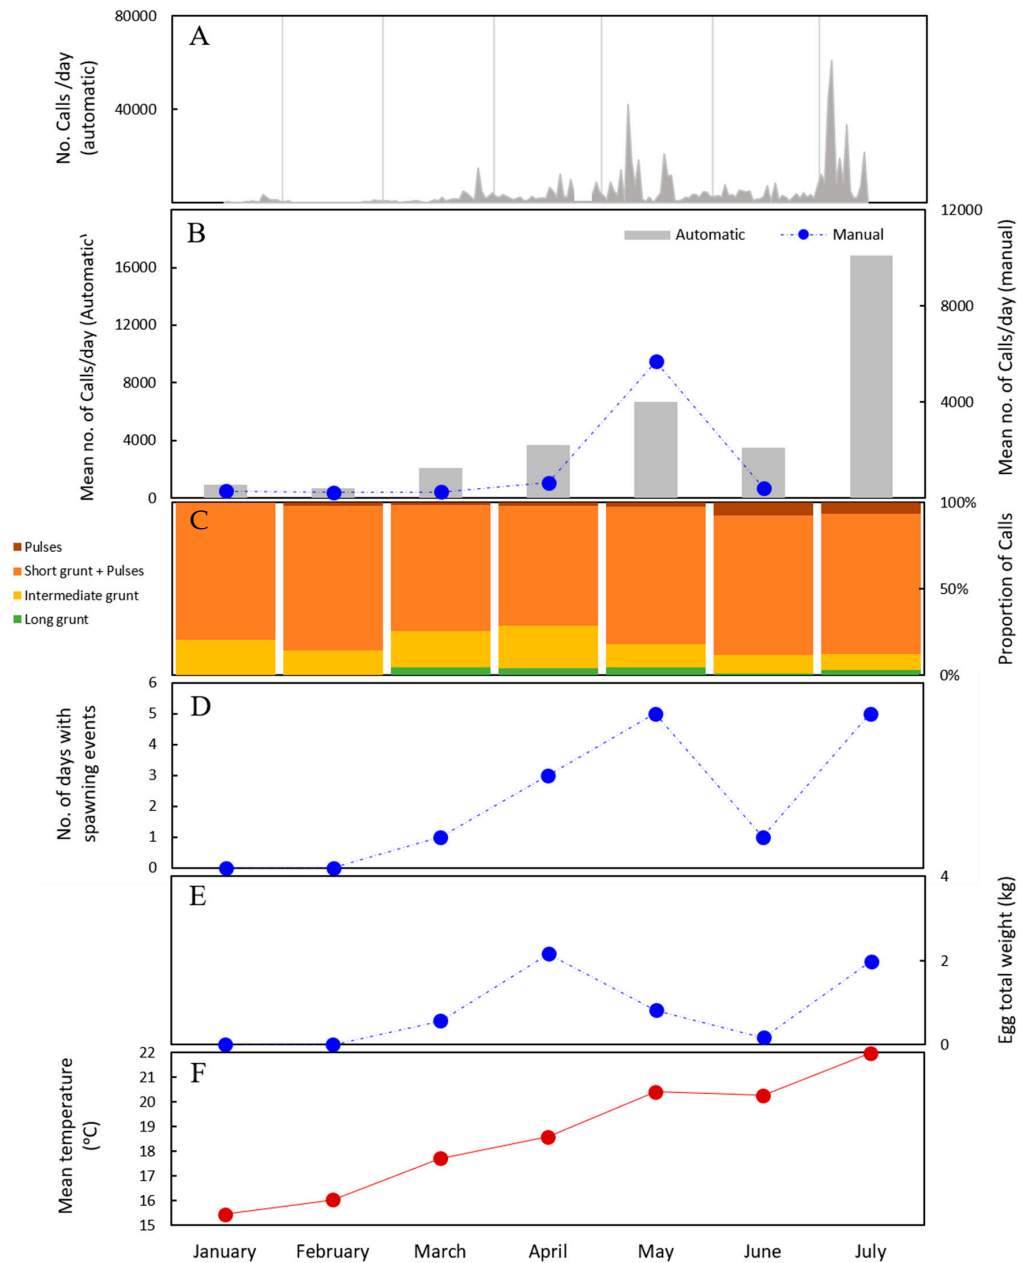 A
No. Calls /day
(automatic)
80000
40000
B
Automatic
Manual
Mean no. of Calls/day (Automatic
16000
12000
8000
4000
0
12000
8000
4000
Mean no. of Calls/day (manual)
C
Pulses
Short grunt + Pulses
Intermediate grunt
Long grunt
100%
50%
0%
Proportion of Calls
D
No. of days with
spawning events
6
5
4
3
2
1
0
E
4
2
0
Egg total weight (kg)
F
Mean temperature
(°C)
22
21
20
19
18
17
16
15
January February March April May June July